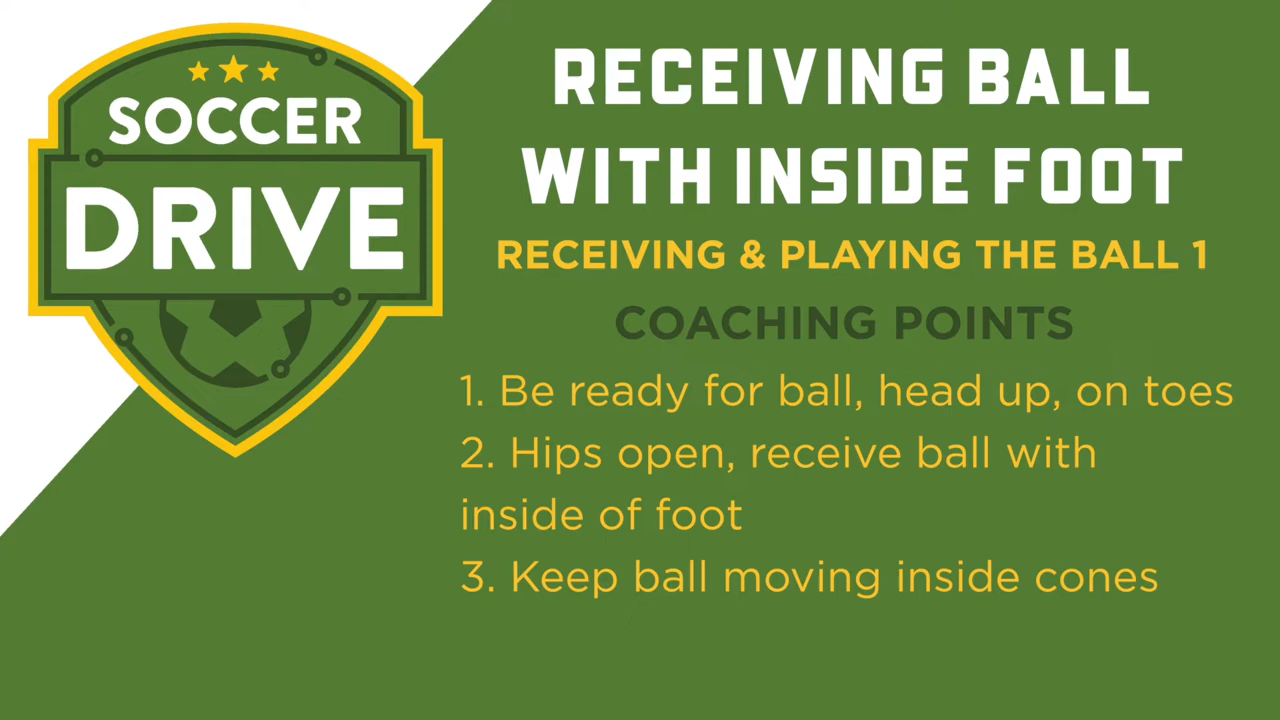 SOCCER
DRIVE
RECEIVING BALL
WITH INSIDE FOOT
RECEIVING & PLAYING THE BALL 1
COACHING POINTS
1. Be ready for ball, head up, on toes
2. Hips open, receive ball with
inside of foot
3. Keep ball moving inside cones